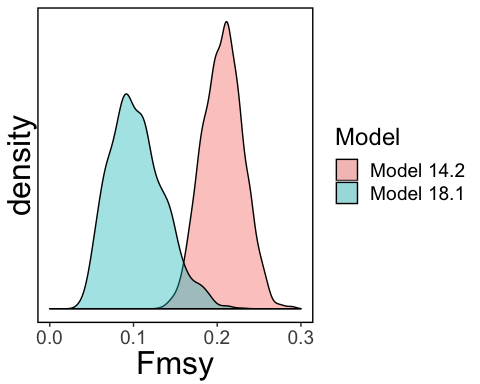 density
0.0 0.1 0.2 0.3
Fmsy
Model
Model 14.2
Model 18.1